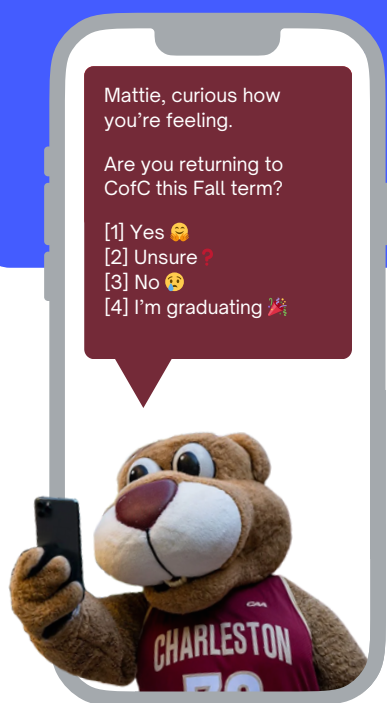 Mattie, curious how
you’re feeling.
Are you returning to
CofC this Fall term?
[1] Yes 🤗
[2] Unsure ❓
[3] No 😢
[4] I’m graduating 🎉
CAA
CHARLESTON